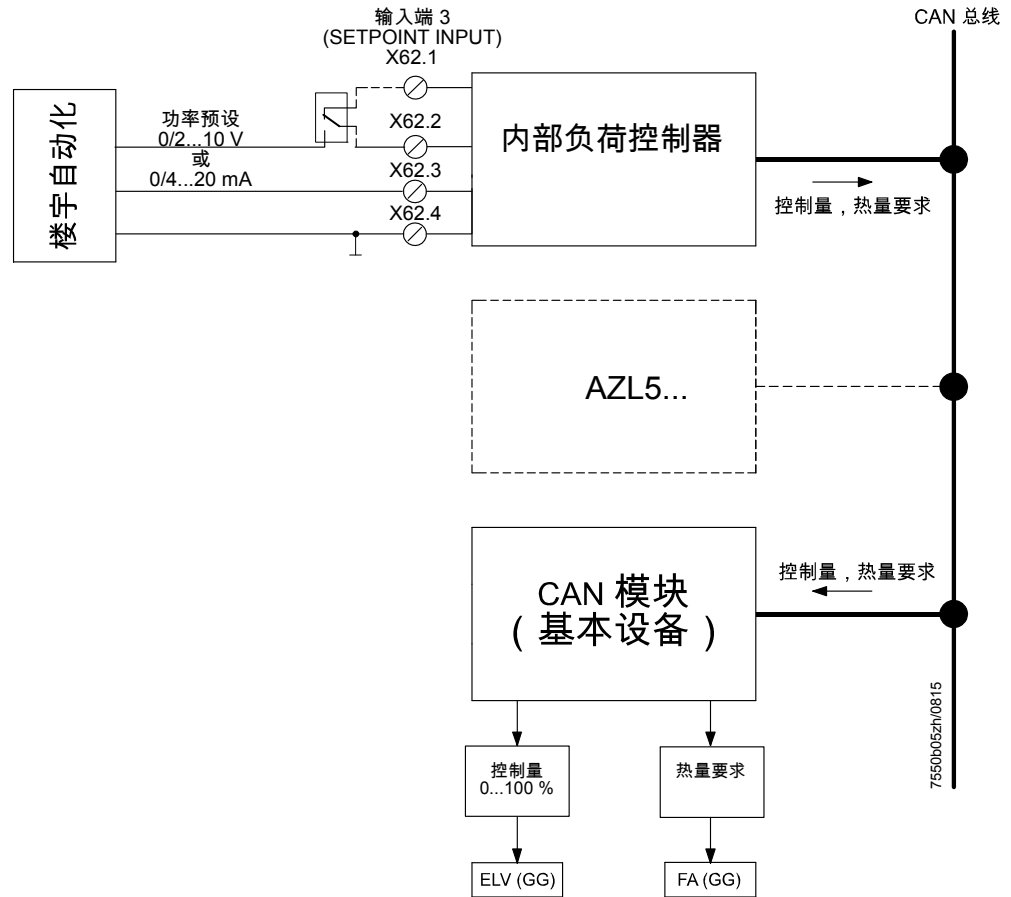 输入端 3
(SETPOINT INPUT)
X62.1
CAN 总线
楼宇自动化
功率预设
0/2...10 V
或
0/4...20 mA
X62.2
X62.3
X62.4
内部负荷控制器
控制量，热量要求
AZL5...
CAN 模块
（基本设备）
控制量，热量要求
控制量
0...100 %
热量要求
ELV (GG)
FA (GG)
7550b05zh/0815